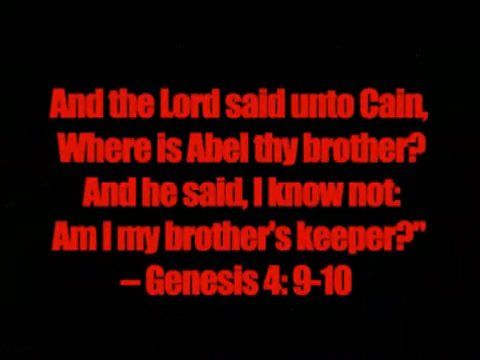 And the Lord said unto Cain,
Where is Abel thy brother?
And he said, I know not:
Am I my brother's keeper?"
– Genesis 4: 9-10